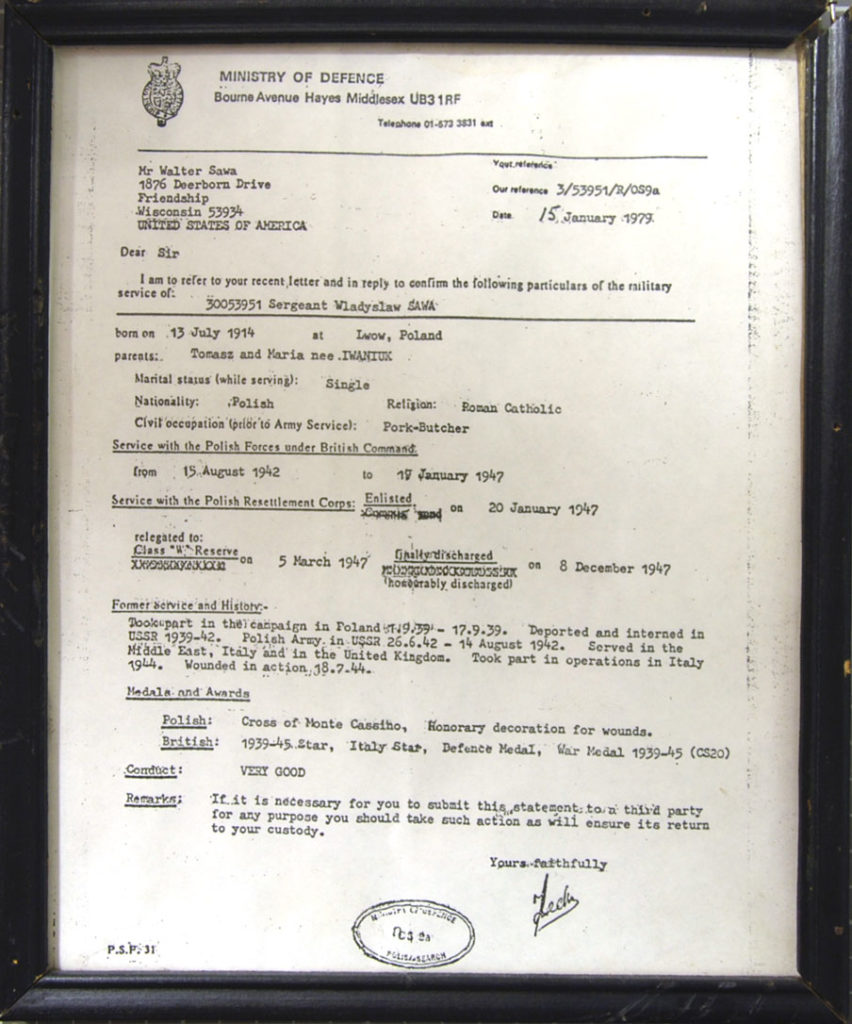 MINISTRY OF DEFENCE
Bourne Avenue Hayes Middlesex UB3 1RF
Telephone 01-573 3831 ext
Mr Walter Sawa
1876 Deerborn Drive
Friendship
Wisconsin 53934
UNITED STATES OF AMERICA
Your reference
Our reference 3/53951/R/OS9a
Date 15 January 1979
Dear Sir
I am to refer to your recent letter and in reply to confirm the following particulars of the military
service of: 30053951 Sergeant Wladyslaw SAWA
born on 13 July 1914 at Lwow, Poland
parents: Tomasz and Maria nee IWANIUK
Marital status (while serving): Single
Nationality: Polish Religion: Roman Catholic
Civil occupation (prior to Army Service): Pork-Butcher
Service with the Polish Forces under British Command:
from 15 August 1942 to 19 January 1947
Service with the Polish Resettlement Corps: Enlisted on 20 January 1947
relegated to:
Class "W" Reserve on 5 March 1947 finally discharged on 8 December 1947
(honourably discharged)
Former Service and History:-
Took part in the campaign in Poland 1.9.39 - 17.9.39. Deported and interned in
USSR 1939-42. Polish Army in USSR 26.6.42 - 14 August 1942. Served in the
Middle East, Italy and in the United Kingdom. Took part in operations in Italy
1944. Wounded in action 18.7.44.
Medals and Awards
Polish: Cross of Monte Cassino, Honorary decoration for wounds.
British: 1939-45 Star, Italy Star, Defence Medal, War Medal 1939-45 (CS20)
Conduct: VERY GOOD
Remarks: If it is necessary for you to submit this statement to a third party
for any purpose you should take such action as will ensure its return
to your custody.
Yours faithfully
MINISTRY OF DEFENCE
P.S.F. 31